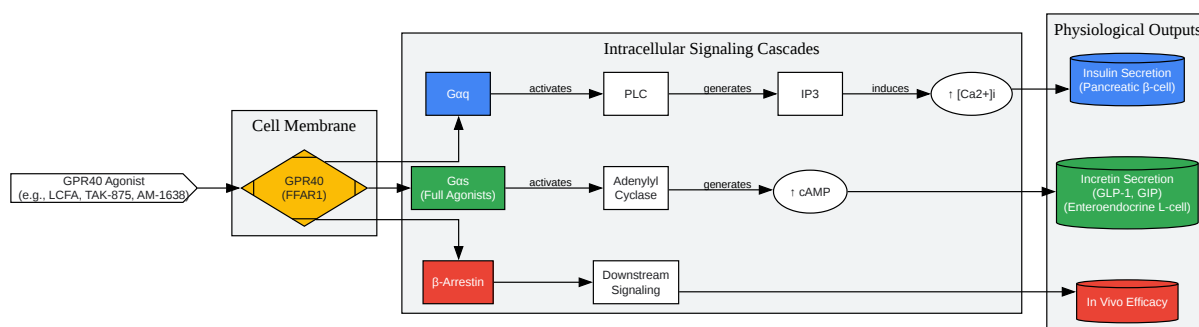 Physiological Outputs
Intracellular Signaling Cascades
Cell Membrane
GPR40 Agonist
(e.g., LCFA, TAK-875, AM-1638)
GPR40
(FFAR1)
Gαq
activates
PLC
generates
IP3
induces
↑ [Ca2+]i
Insulin Secretion
(Pancreatic β-cell)
Gαs
(Full Agonists)
activates
Adenylyl
Cyclase
generates
↑ cAMP
Incretin Secretion
(GLP-1, GIP)
(Enteroendocrine L-cell)
β-Arrestin
Downstream
Signaling
In Vivo Efficacy